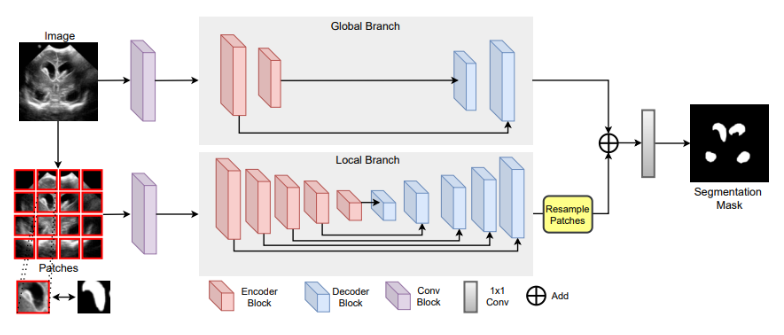 Image
Global Branch
Local Branch
Patches
Resample
Patches
Segmentation
Mask
Encoder
Block
Decoder
Block
Conv
Block
1x1
Conv
Add